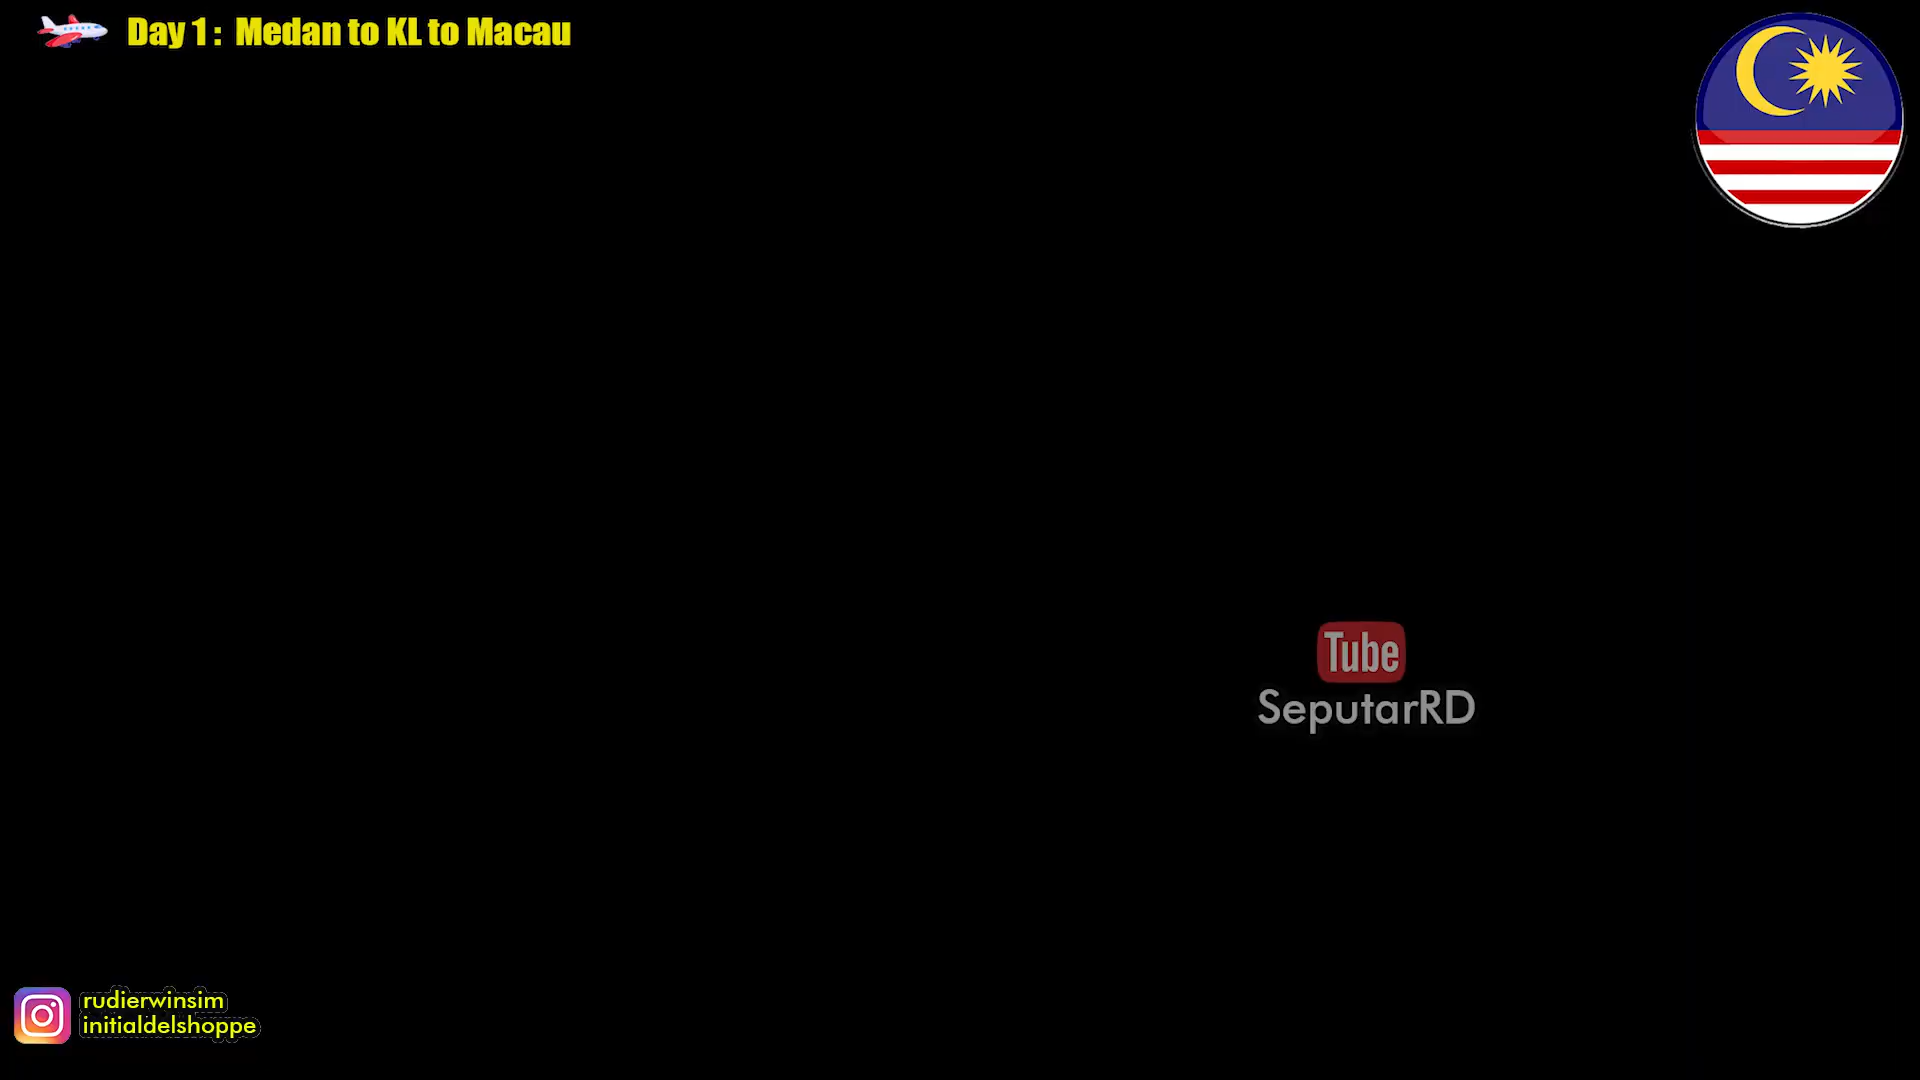 Day 1 :  Medan to KL to Macau
Tube
SeputarRD
rudierwinsim
initialdelshoppe